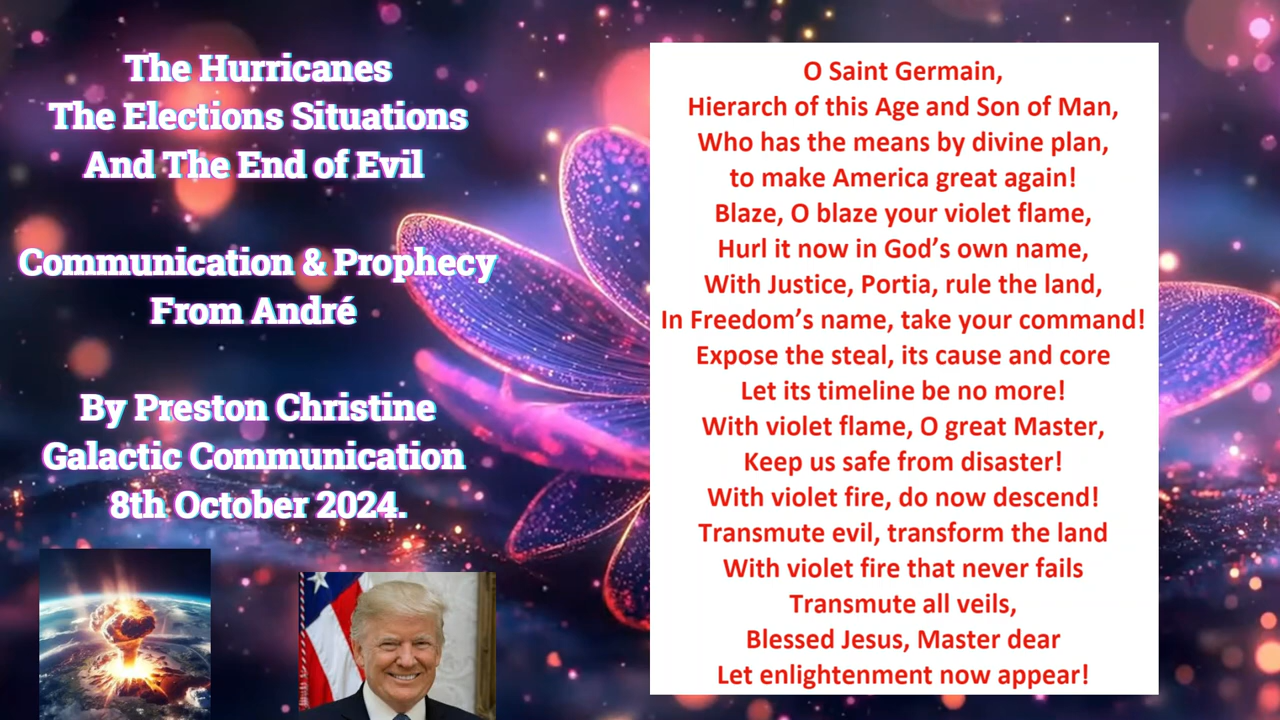 The Hurricanes
The Elections Situations
And The End of Evil
Communication & Prophecy
From André
By Preston Christine
Galactic Communication
8th October 2024.
O Saint Germain,
Hierarch of this Age and Son of Man,
Who has the means by divine plan,
to make America great again!
Blaze, O blaze your violet flame,
Hurl it now in God’s own name,
With Justice, Portia, rule the land,
In Freedom’s name, take your command!
Expose the steal, its cause and core
Let its timeline be no more!
With violet flame, O great Master,
Keep us safe from disaster!
With violet fire, do now descend!
Transmute evil, transform the land
With violet fire that never fails
Transmute all veils,
Blessed Jesus, Master dear
Let enlightenment now appear!